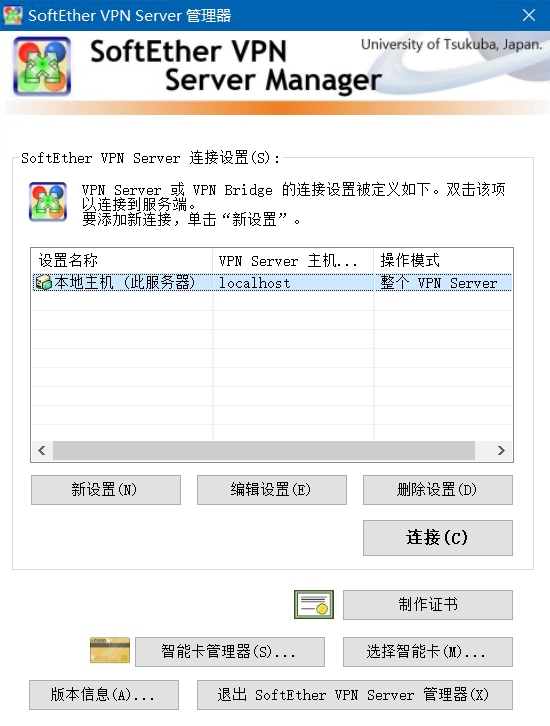 SoftEther VPN Server 管理器
SoftEther VPN
Server Manager
University of Tsukuba, Japan.
SoftEther VPN Server 连接设置(S):
VPN Server 或 VPN Bridge 的连接设置被定义如下。双击该项
以连接到服务端。
要添加新连接，单击“新设置”。
设置名称 VPN Server 主机... 操作模式
本地主机 (此服务器) localhost 整个 VPN Server
新设置(N) 编辑设置(E) 删除设置(D)
连接(C)
制作证书
智能卡管理器(S)... 选择智能卡(M)...
版本信息(A)... 退出 SoftEther VPN Server 管理器(X)